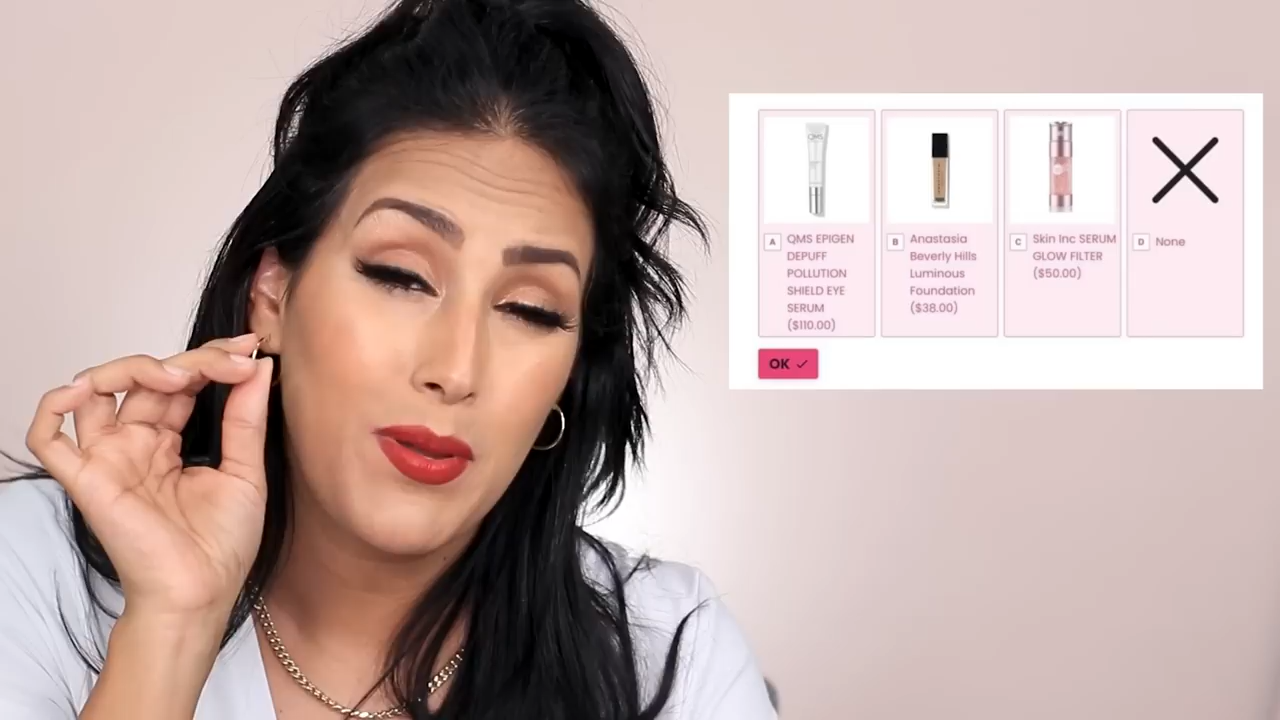 QMS
A QMS EPIGEN
DEPUFF
POLLUTION
SHIELD EYE
SERUM
($110.00)
B Anastasia
Beverly Hills
Luminous
Foundation
($38.00)
C Skin Inc SERUM
GLOW FILTER
($50.00)
D None
OK